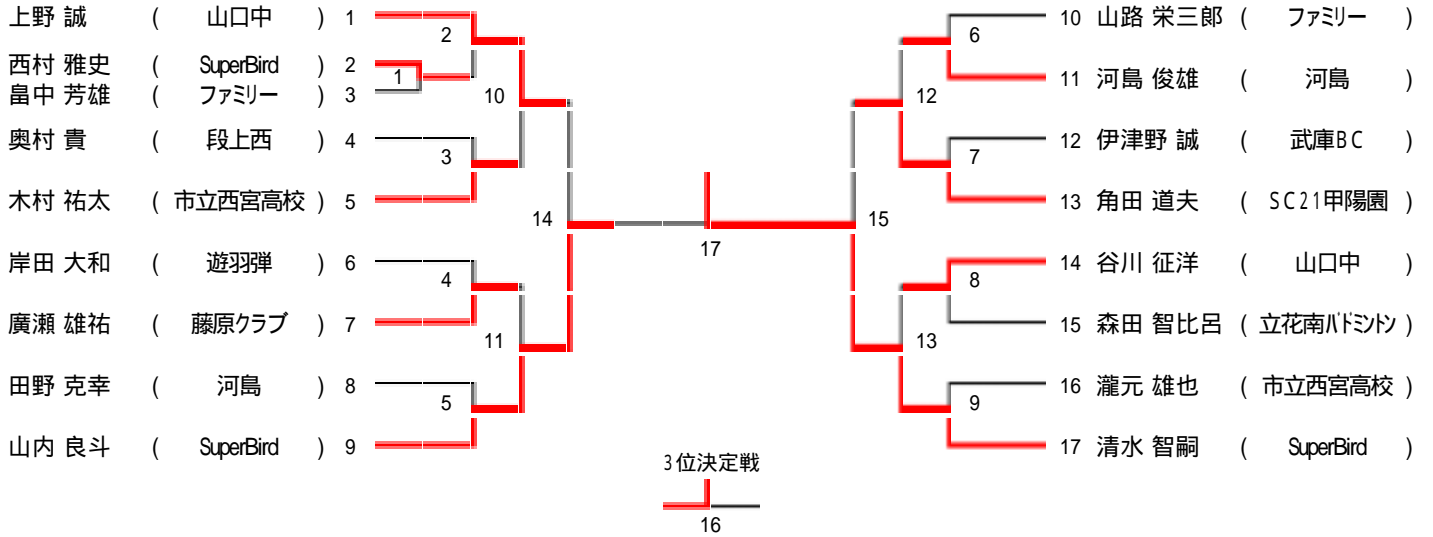 上野 誠 ( 山口中 ) 1
西村 雅史 ( SuperBird ) 2
畠中 芳雄 ( ファミリー ) 3
奥村 貴 ( 段上西 ) 4
木村 祐太 ( 市立西宮高校 ) 5
岸田 大和 ( 遊羽弾 ) 6
廣瀬 雄祐 ( 藤原クラブ ) 7
田野 克幸 ( 河島 ) 8
山内 良斗 ( SuperBird ) 9
2
1
10
3
14
4
11
5
17
6
12
7
15
8
13
9
10 山路 栄三郎 ( ファミリー )
11 河島 俊雄 ( 河島 )
12 伊津野 誠 ( 武庫BC )
13 角田 道夫 ( SC21甲陽園 )
14 谷川 征洋 ( 山口中 )
15 森田 智比呂 ( 立花南バドミントン )
16 瀧元 雄也 ( 市立西宮高校 )
17 清水 智嗣 ( SuperBird )
3位決定戦
16